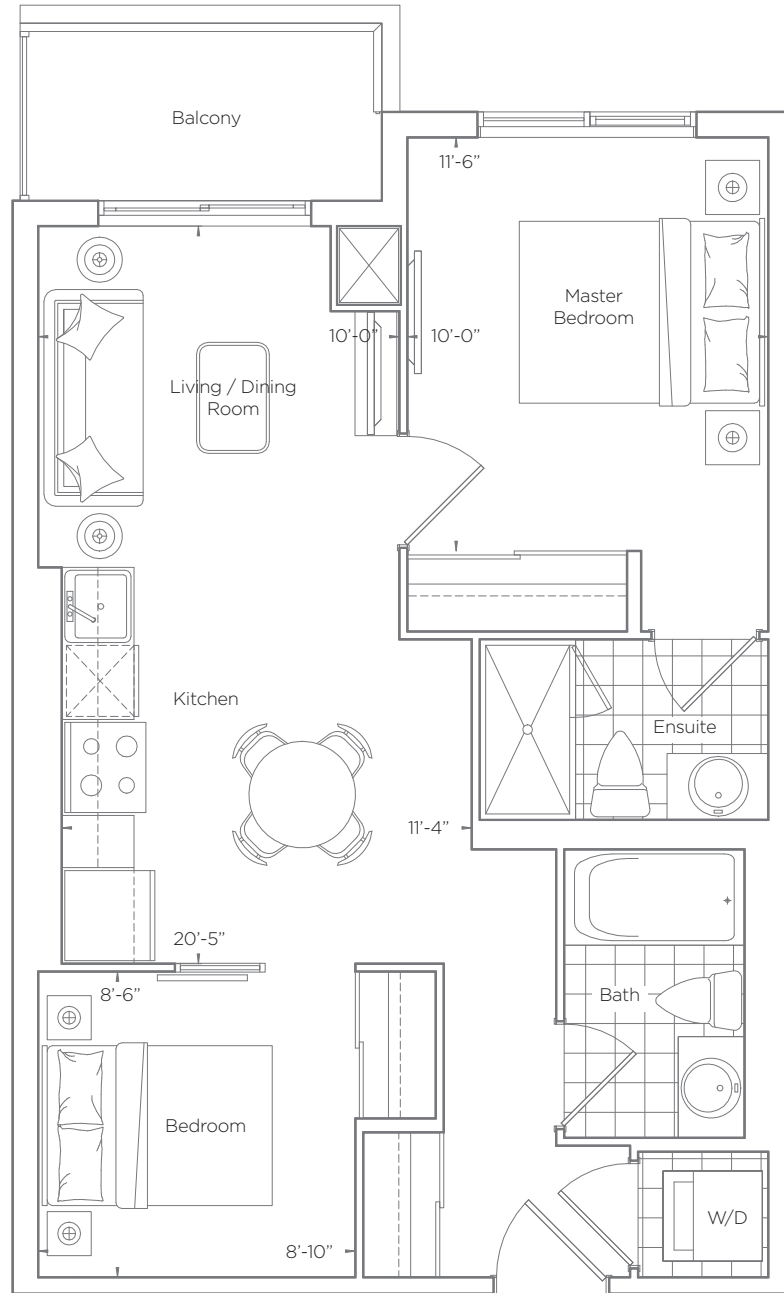 Balcony
11’-6”
Master
Bedroom
10’-0”
10’-0”
Living / Dining
Room
Kitchen
Ensuite
11’-4”
20’-5”
8’-6”
Bath
Bedroom
W/D
8’-10”